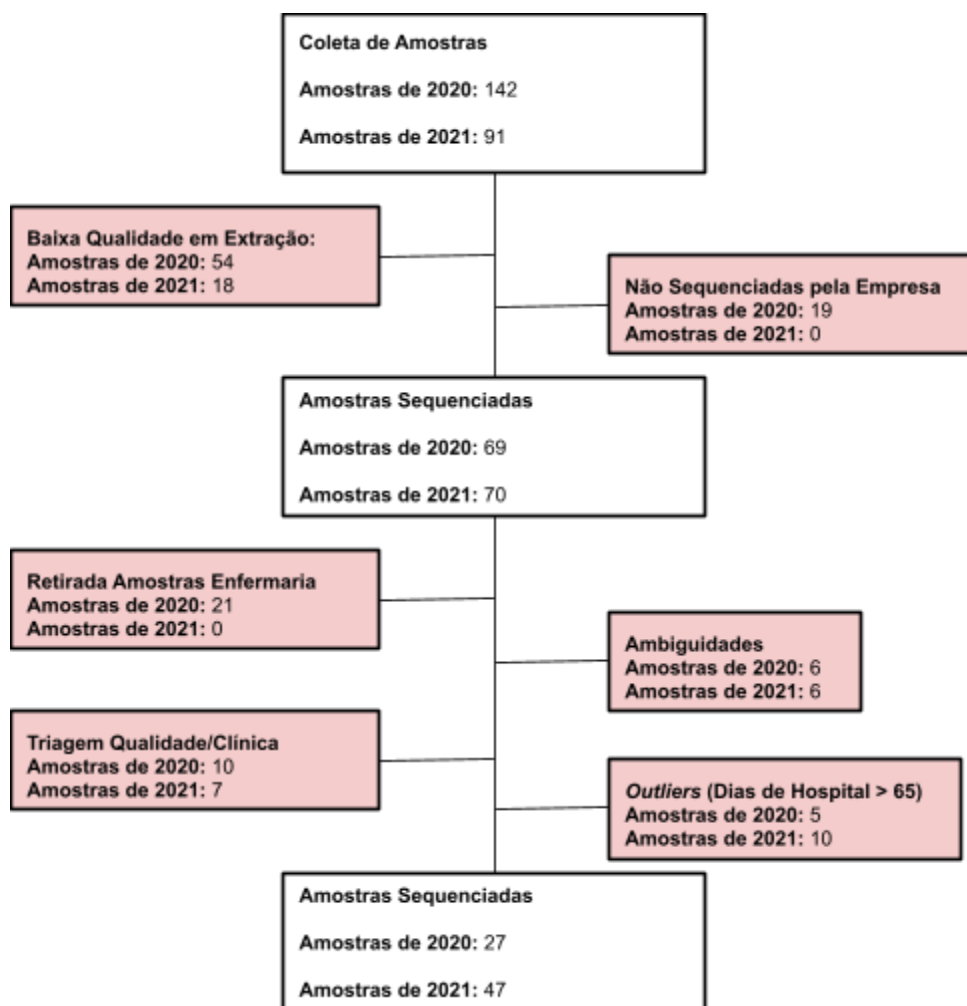 Coleta de Amostras
Amostras de 2020: 142
Amostras de 2021: 91
Baixa Qualidade em Extração:
Amostras de 2020: 54
Amostras de 2021: 18
Não Sequenciadas pela Empresa
Amostras de 2020: 19
Amostras de 2021: 0
Amostras Sequenciadas
Amostras de 2020: 69
Amostras de 2021: 70
Retirada Amostras Enfermaria
Amostras de 2020: 21
Amostras de 2021: 0
Ambiguidades
Amostras de 2020: 6
Amostras de 2021: 6
Triagem Qualidade/Clínica
Amostras de 2020: 10
Amostras de 2021: 7
Outliers (Dias de Hospital > 65)
Amostras de 2020: 5
Amostras de 2021: 10
Amostras Sequenciadas
Amostras de 2020: 27
Amostras de 2021: 47